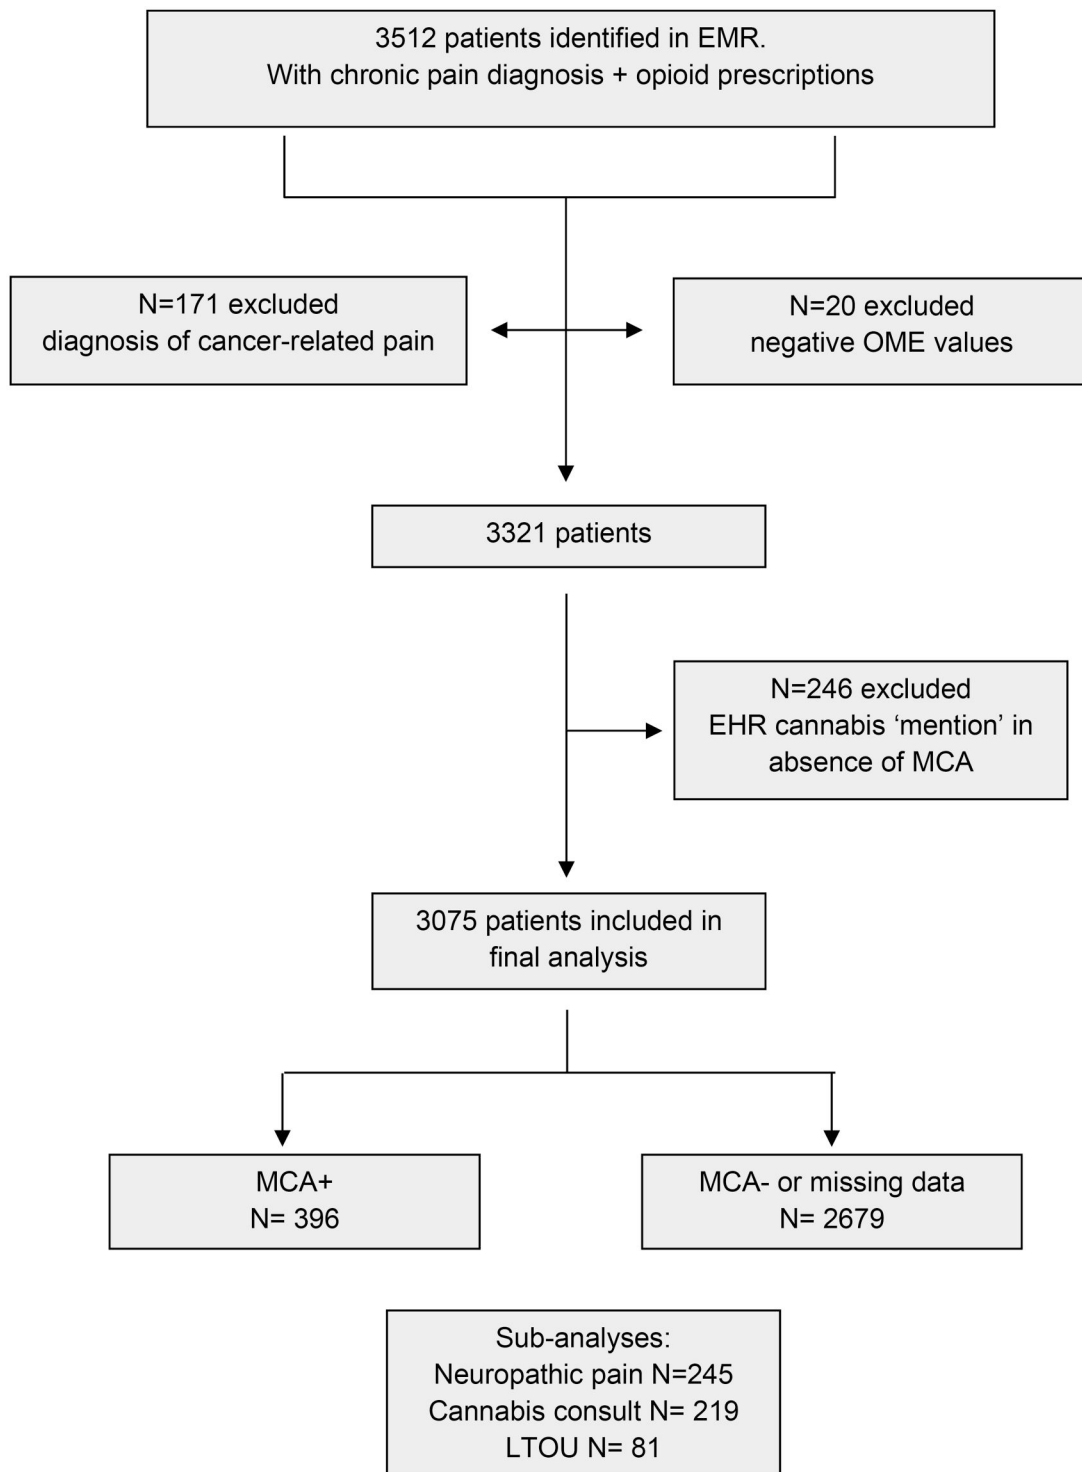 3512 patients identified in EMR.
With chronic pain diagnosis + opioid prescriptions
N=171 excluded
diagnosis of cancer-related pain
N=20 excluded
negative OME values
3321 patients
N=246 excluded
EHR cannabis ‘mention’ in
absence of MCA
3075 patients included in
final analysis
MCA+
N= 396
MCA- or missing data
N= 2679
Sub-analyses:
Neuropathic pain N=245
Cannabis consult N= 219
LTOU N= 81